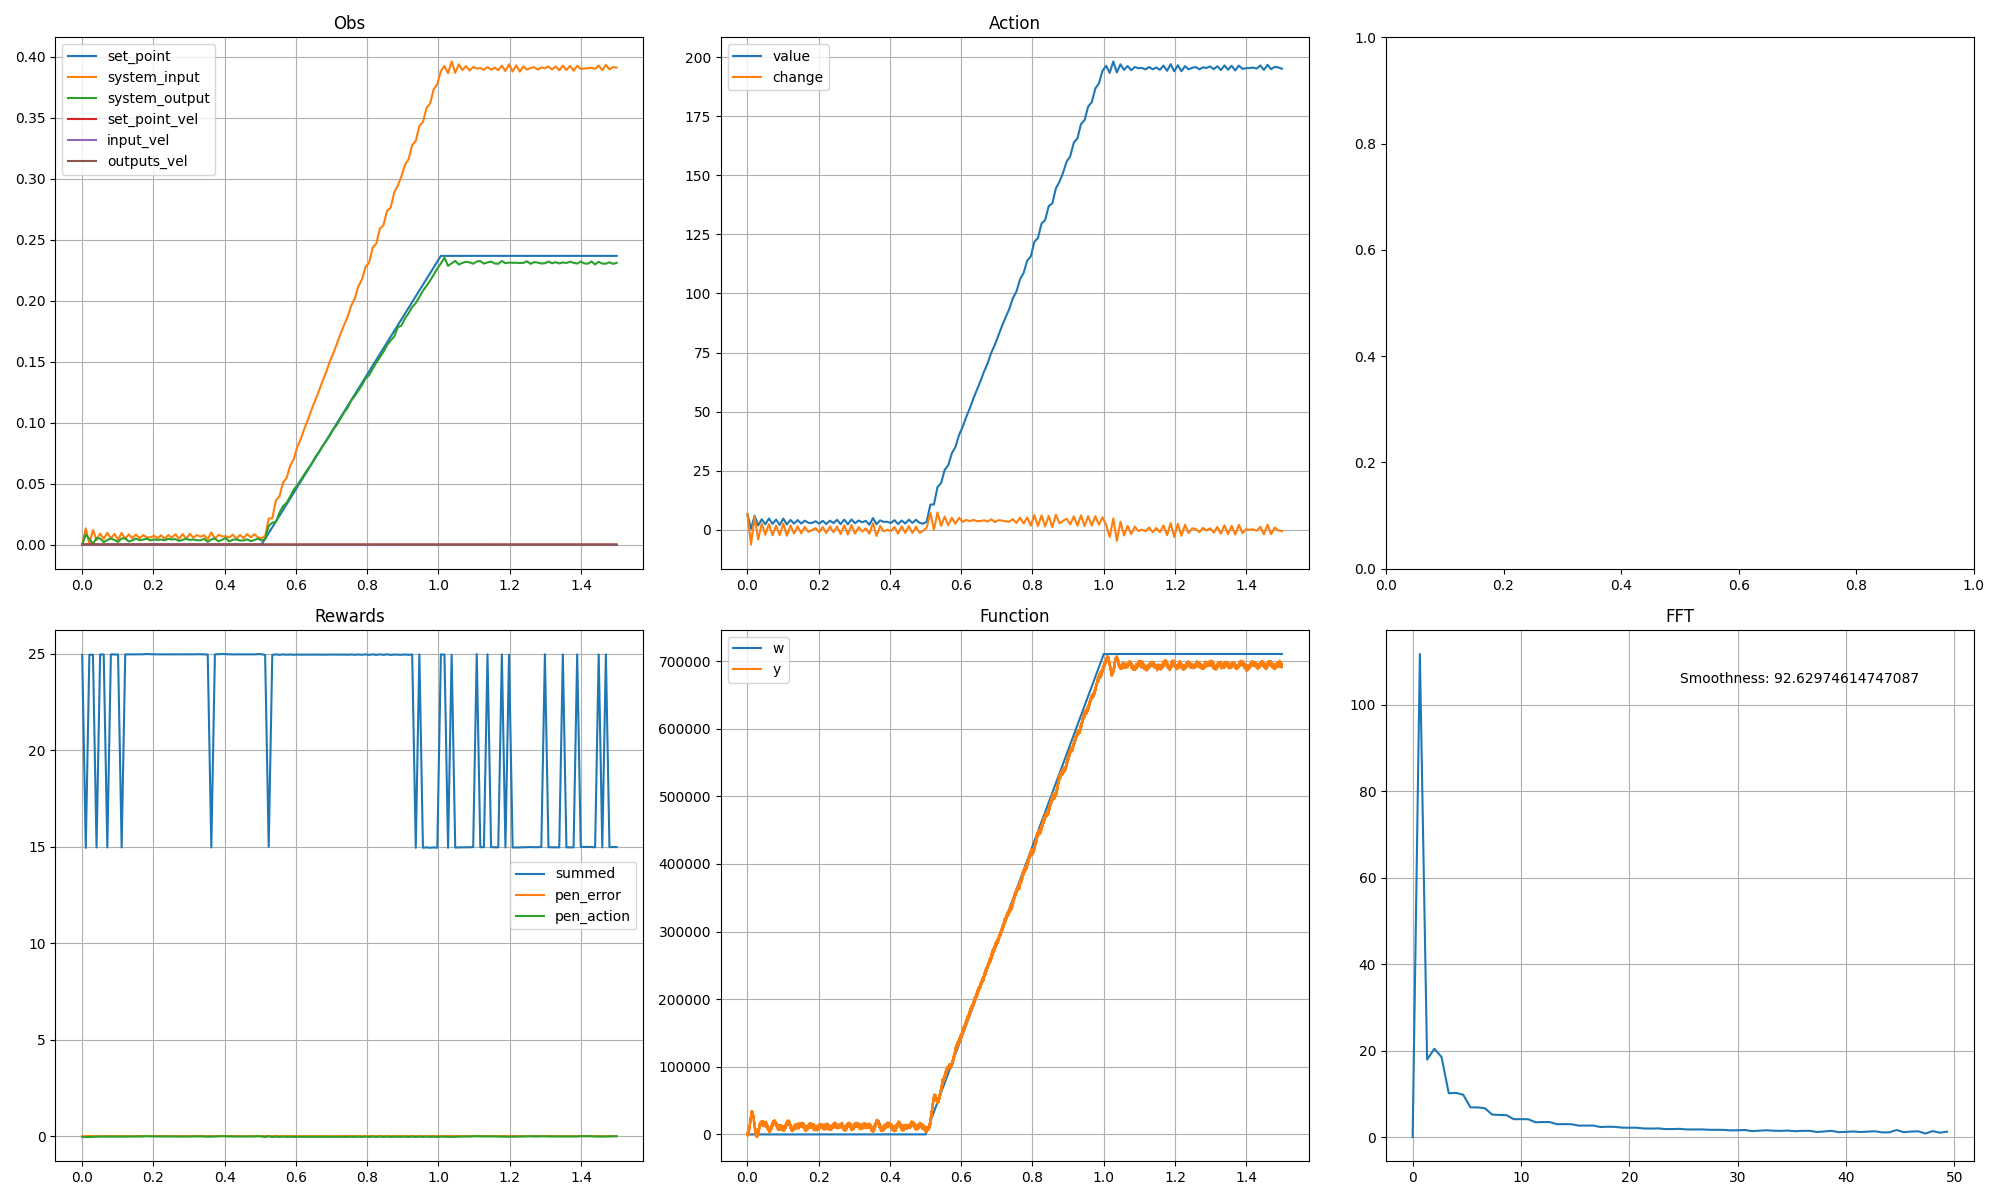 Obs
set_point
system_input
system_output
set_point_vel
input_vel
outputs_vel
0.40
0.35
0.30
0.25
0.20
0.15
0.10
0.05
0.00
0.0 0.2 0.4 0.6 0.8 1.0 1.2 1.4
Action
value
change
200
175
150
125
100
75
50
25
0
0.0 0.2 0.4 0.6 0.8 1.0 1.2 1.4
1.0
0.8
0.6
0.4
0.2
0.0
0.0 0.2 0.4 0.6 0.8 1.0
Rewards
25
20
15
10
5
0
summed
pen_error
pen_action
0.0 0.2 0.4 0.6 0.8 1.0 1.2 1.4
Function
w
y
700000
600000
500000
400000
300000
200000
100000
0
0.0 0.2 0.4 0.6 0.8 1.0 1.2 1.4
FFT
Smoothness: 92.62974614747087
100
80
60
40
20
0
0 10 20 30 40 50